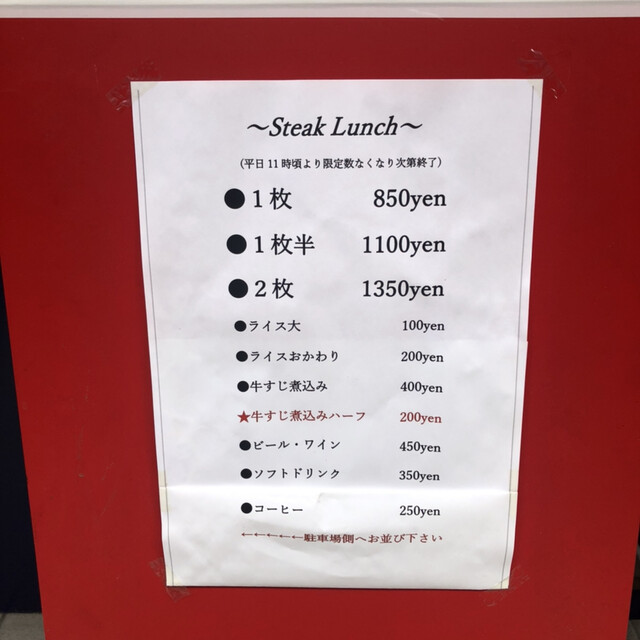 〜Steak Lunch〜
(平日11時頃より限定数なくなり次第終了)
●1枚 850yen
●1枚半 1100yen
●2枚 1350yen
●ライス大 100yen
●ライスおかわり 200yen
●牛すじ煮込み 400yen
★牛すじ煮込みハーフ 200yen
●ビール・ワイン 450yen
●ソフトドリンク 350yen
●コーヒー 250yen
←←←←←駐車場側へお並び下さい